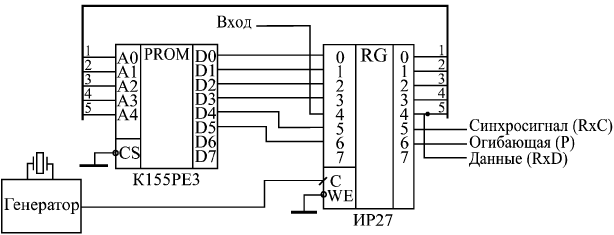 Вход
1 A0 PROM D0 0 RG 0 1
2 A1 D1 1 1 2
3 A2 D2 2 2 3
4 A3 D3 3 3 4
5 A4 D4 4 4 5
D5 5 5 Синхросигнал (RxC)
D6 6 6 Огибающая (P)
CS D7 7 7 Данные (RxD)
К155РЕ3 C
Генератор WE
ИР27